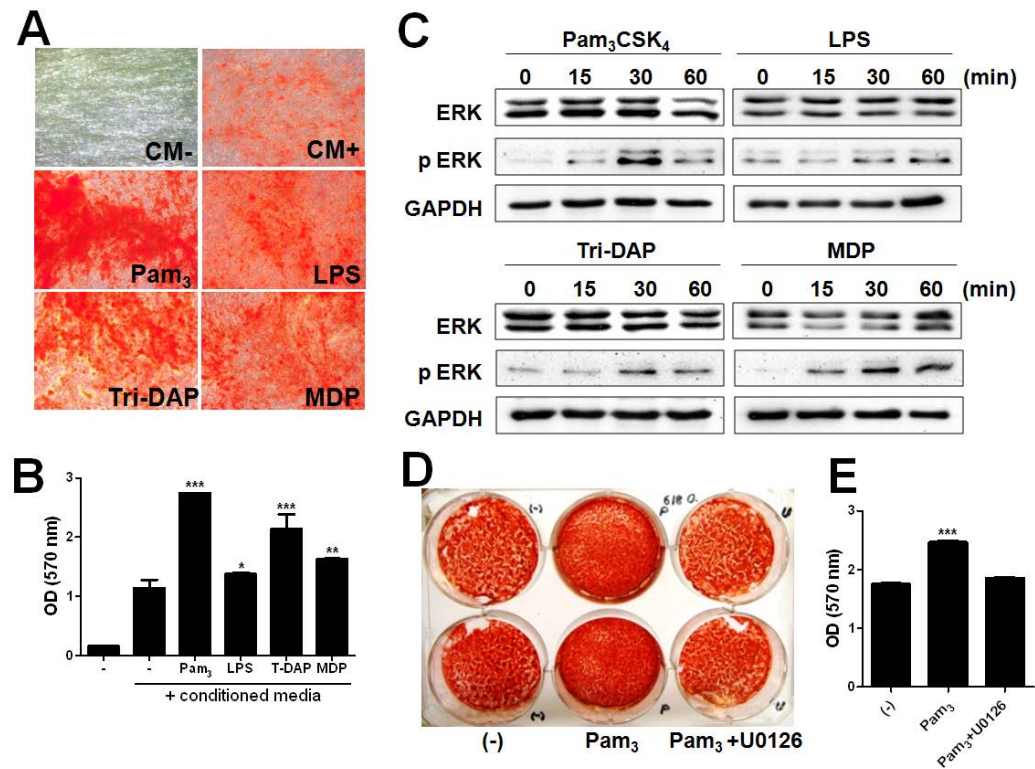 A
CM-
CM+
Pam3
LPS
Tri-DAP
MDP
B
OD (570 nm)
3
2
1
0
***
*
***
**
-
-
Pam3
LPS
T-DAP
MDP
+ conditioned media
C
Pam3CSK4
LPS
0 15 30 60
0 15 30 60 (min)
ERK
p ERK
GAPDH
Tri-DAP
MDP
0 15 30 60
0 15 30 60 (min)
ERK
p ERK
GAPDH
D
(-)
P
U
(-)
P
U
(-)
Pam3
Pam3 +U0126
E
OD (570 nm)
3
2
1
0
***
(-)
Pam3
Pam3+U0126